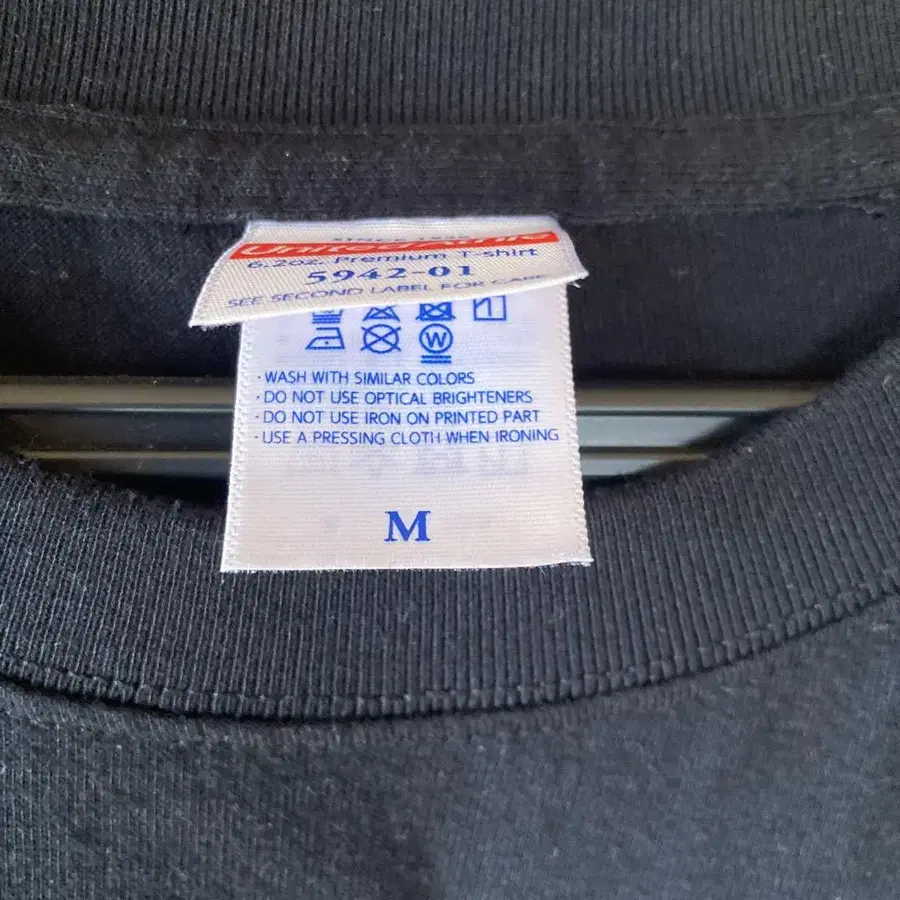 United Athle
6.2oz. Premium T-shirt
5942-01
SEE SECOND LABEL FOR CARE
1
W
· WASH WITH SIMILAR COLORS
· DO NOT USE OPTICAL BRIGHTENERS
· DO NOT USE IRON ON PRINTED PART
· USE A PRESSING CLOTH WHEN IRONING
M